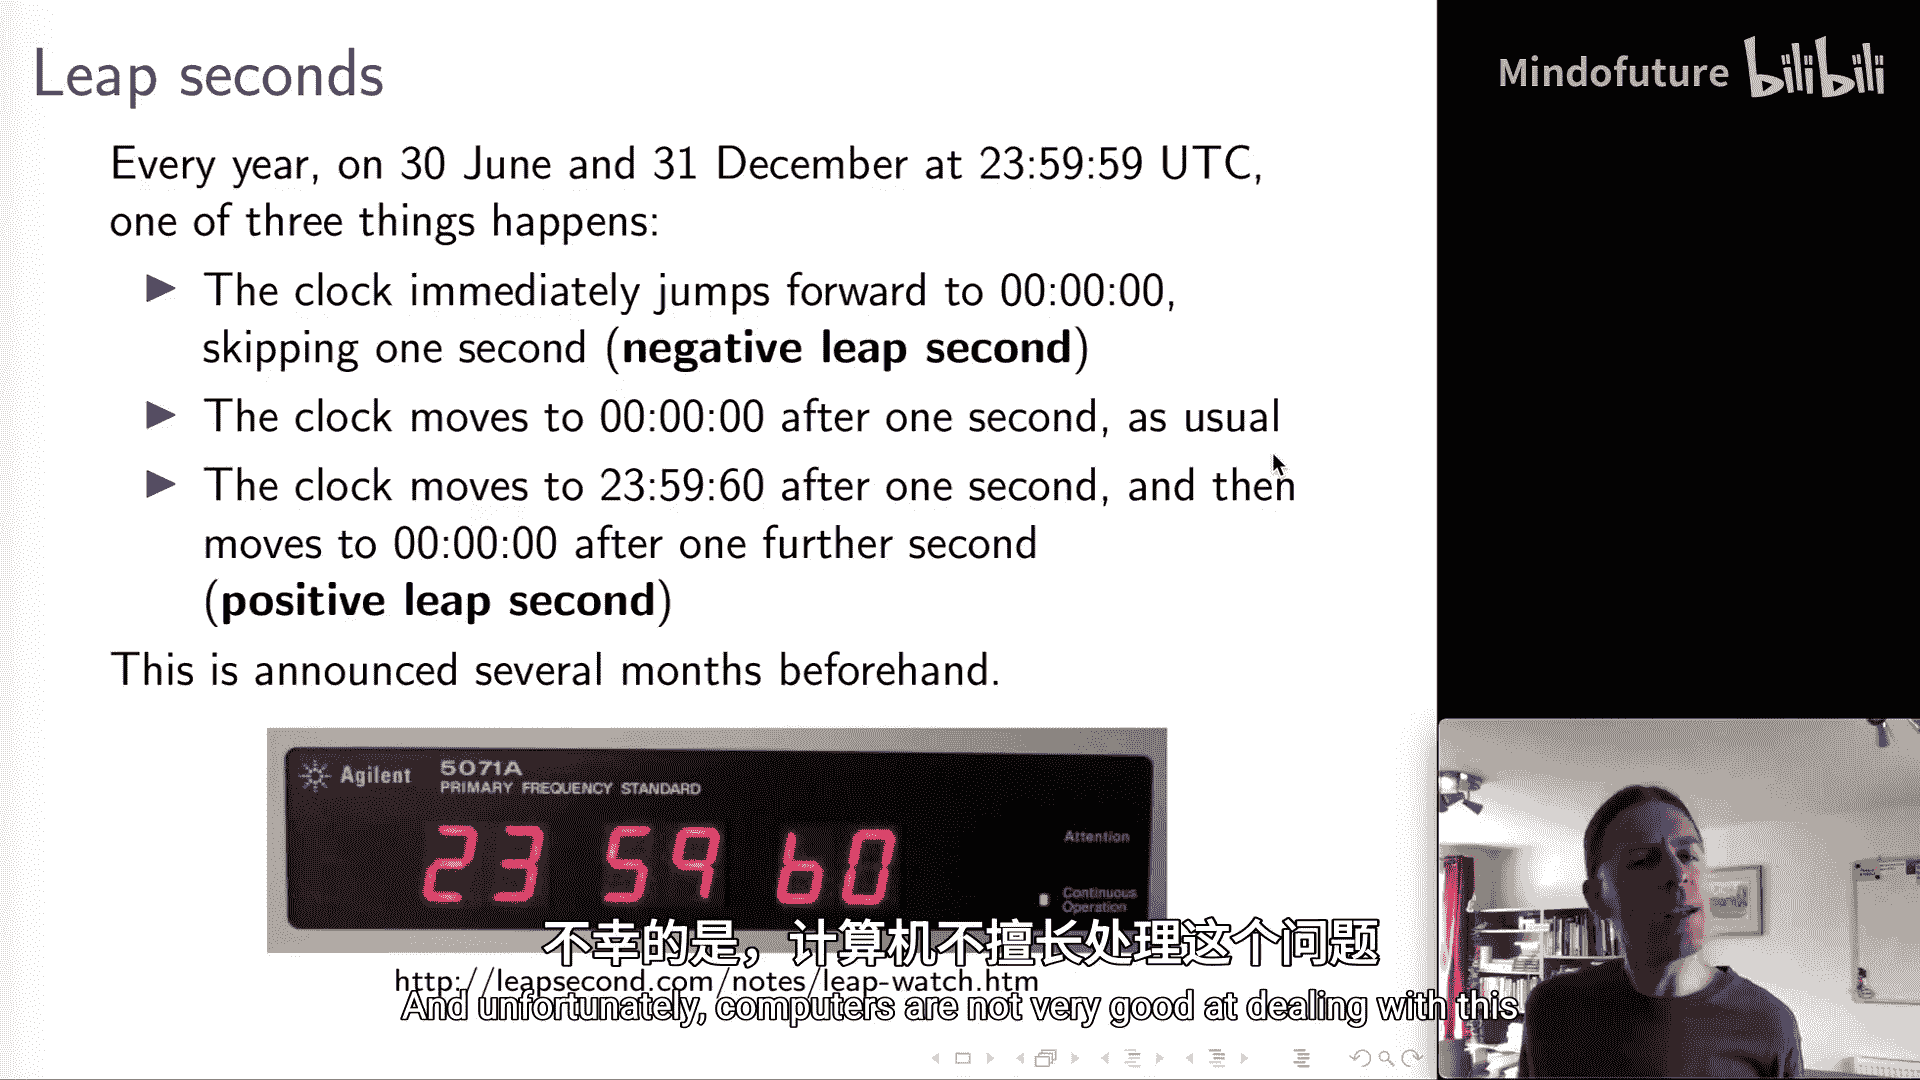 Leap seconds
Mindofuture bilibili
Every year, on 30 June and 31 December at 23:59:59 UTC,
one of three things happens:
The clock immediately jumps forward to 00:00:00,
skipping one second (negative leap second)
The clock moves to 00:00:00 after one second, as usual
The clock moves to 23:59:60 after one second, and then
moves to 00:00:00 after one further second
(positive leap second)
This is announced several months beforehand.
Agilent
5071A
PRIMARY FREQUENCY STANDARD
23 59 60
Attention
Continuous
Operation
不幸的是，计算机不擅长处理这个问题
http://leapsecond.com/notes/leap-watch.htm
And unfortunately, computers are not very good at dealing with this